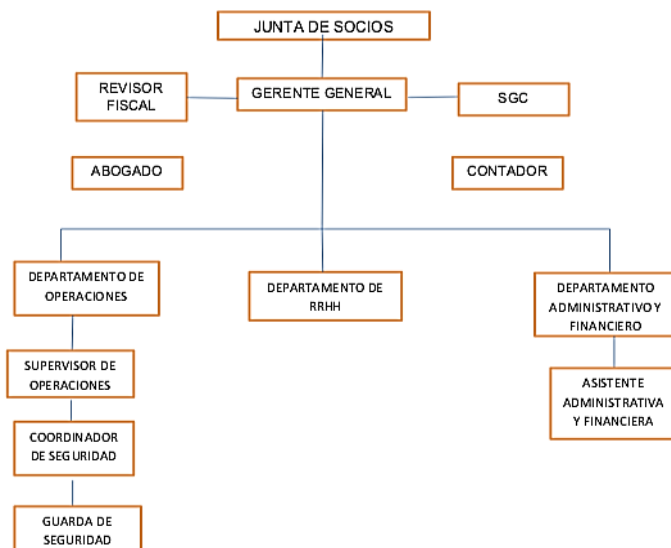 JUNTA DE SOCIOS
REVISOR
FISCAL
GERENTE GENERAL
SGC
ABOGADO
CONTADOR
DEPARTAMENTO DE
OPERACIONES
DEPARTAMENTO DE
RRHH
DEPARTAMENTO
ADMINISTRATIVO Y
FINANCIERO
SUPERVISOR DE
OPERACIONES
ASISTENTE
ADMINISTRATIVA
Y FINANCIERA
COORDINADOR
DE SEGURIDAD
GUARDA DE
SEGURIDAD